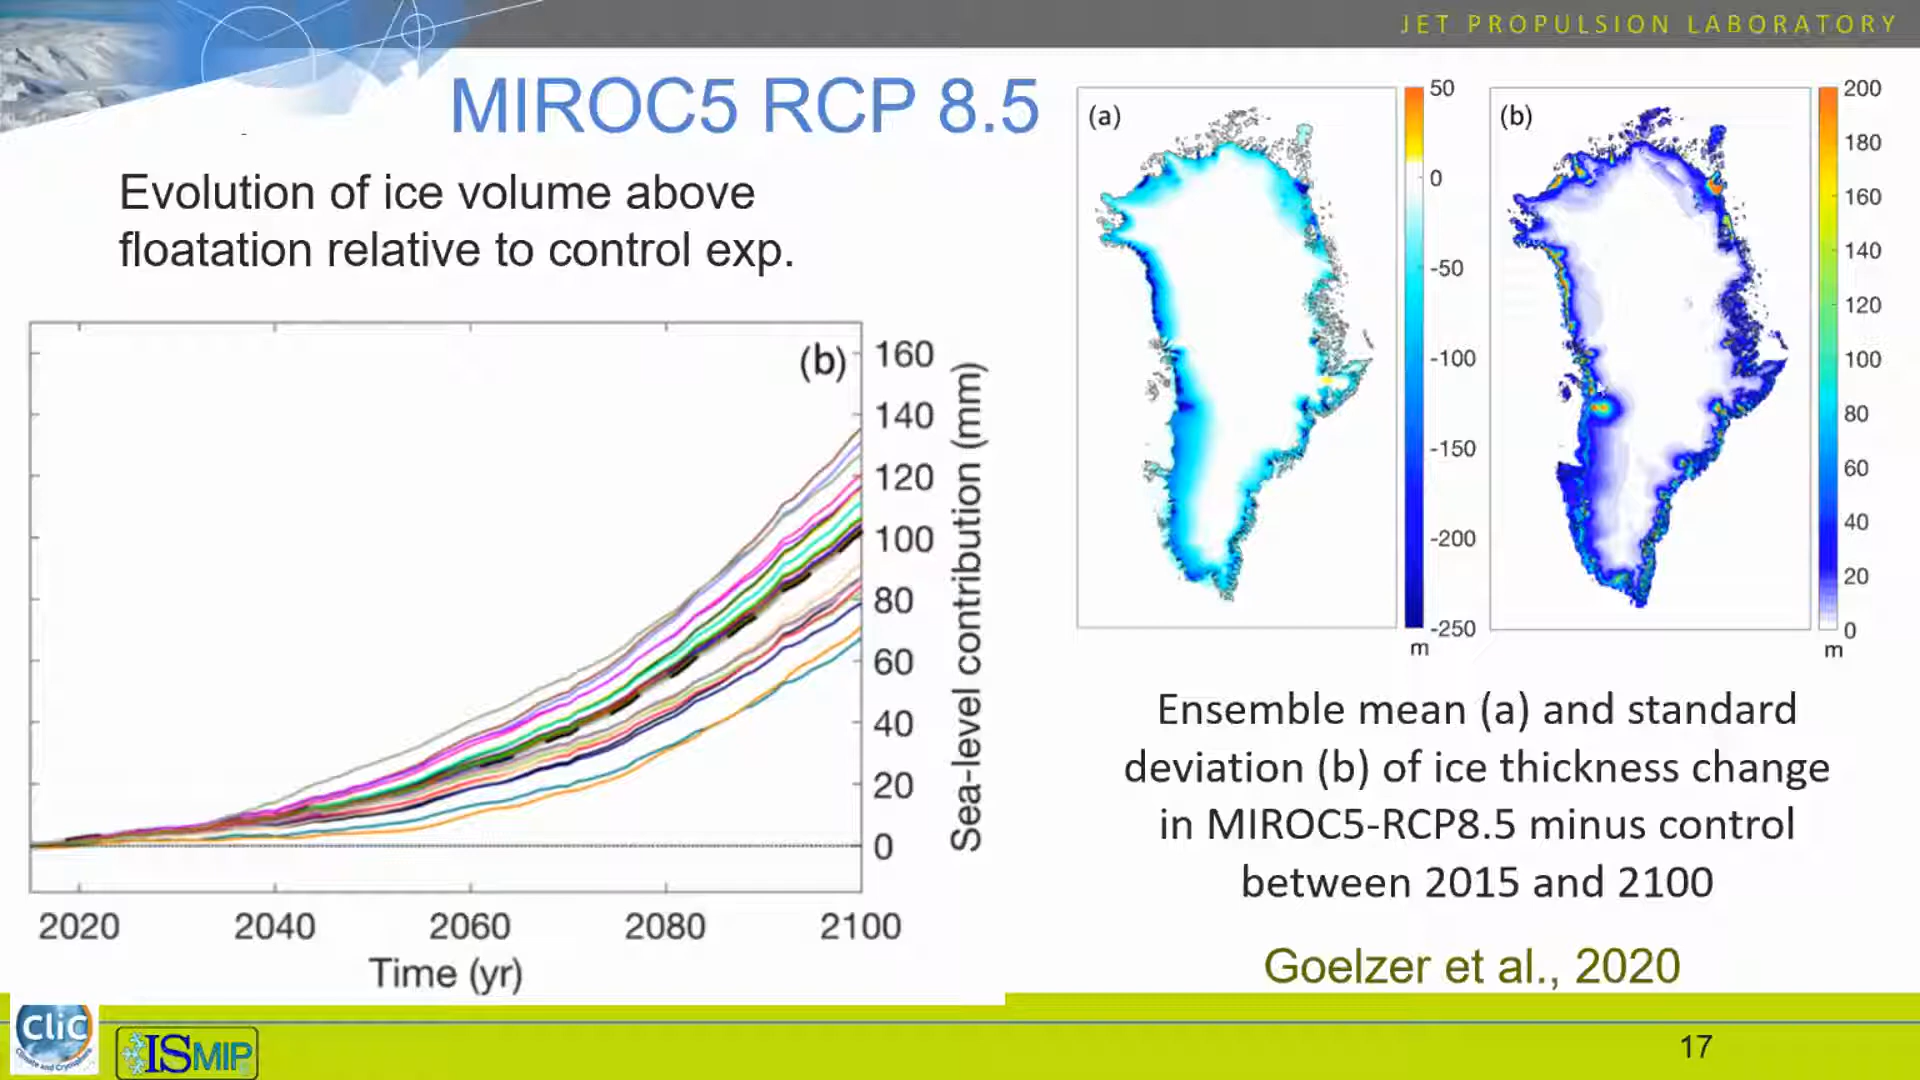 JET PROPULSION LABORATORY
MIROC5 RCP 8.5
Evolution of ice volume above
floatation relative to control exp.
(b)
160
140
120
100
80
60
40
20
0
Sea-level contribution (mm)
2020 2040 2060 2080 2100
Time (yr)
(a)
50
0
-50
-100
-150
-200
-250
m
(b)
200
180
160
140
120
100
80
60
40
20
0
m
Ensemble mean (a) and standard
deviation (b) of ice thickness change
in MIROC5-RCP8.5 minus control
between 2015 and 2100
Goelzer et al., 2020
CliC
Climate and Cryosphere
ISMIP
17